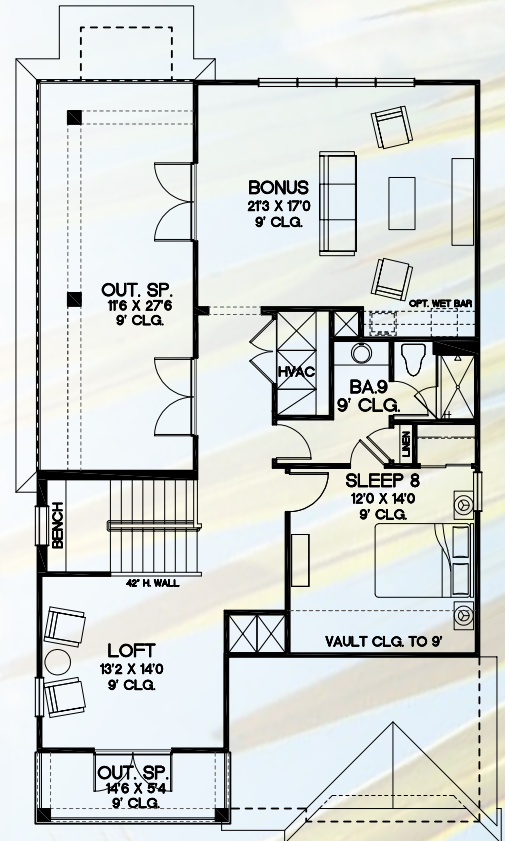 BONUS
21'3 X 17'0
9' CLG.
OUT. SP.
11'6 X 27'6
9' CLG.
OPT. WET BAR
HVAC
BA.9
9' CLG.
LINEN
SLEEP 8
12'0 X 14'0
9' CLG.
BENCH
42" H. WALL
VAULT CLG. TO 9'
LOFT
13'2 X 14'0
9' CLG.
OUT. SP.
14'6 X 5'4
9' CLG.